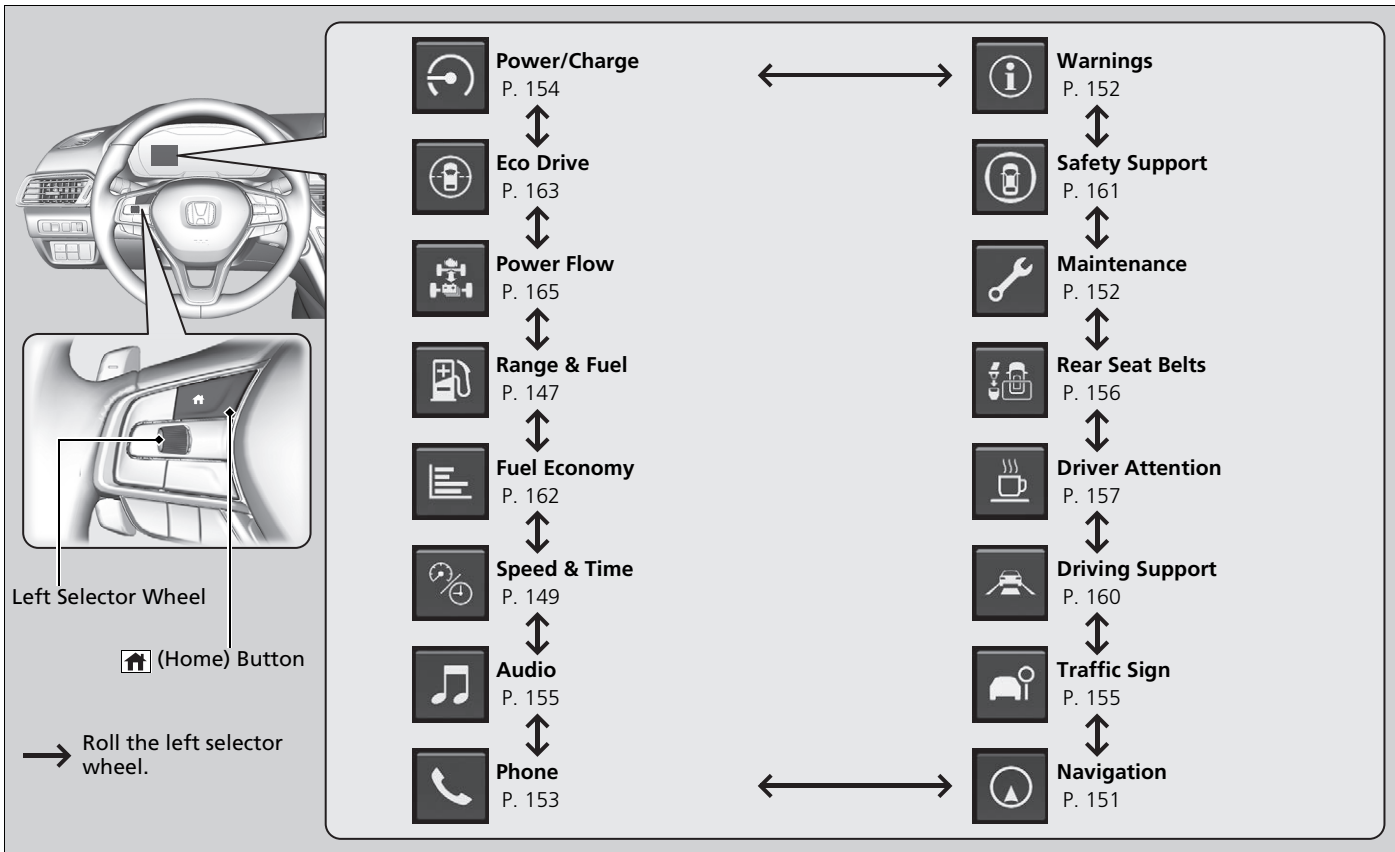 Power/Charge
P. 154
Eco Drive
P. 163
Power Flow
P. 165
Range & Fuel
P. 147
Fuel Economy
P. 162
Speed & Time
P. 149
Audio
P. 155
Phone
P. 153
Warnings
P. 152
Safety Support
P. 161
Maintenance
P. 152
Rear Seat Belts
P. 156
Driver Attention
P. 157
Driving Support
P. 160
Traffic Sign
P. 155
Navigation
P. 151
Left Selector Wheel
(Home) Button
Roll the left selector
wheel.